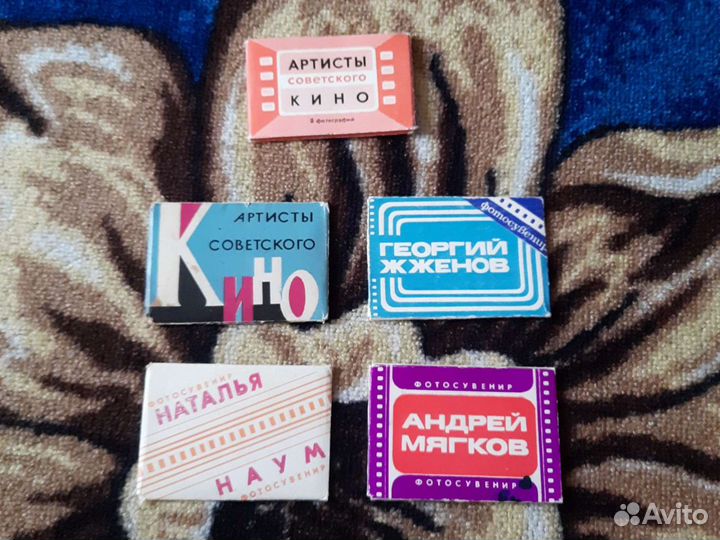 АРТИСТЫ
советского
КИНО
8 фотографий
АРТИСТЫ
СОВЕТСКОГО
КИНО
фотосувенир
ГЕОРГИЙ
ЖЖЕНОВ
ФОТОСУВЕНИР
НАТАЛЬЯ
НАУМ
ФОТОСУВЕНИР
ФОТОСУВЕНИР
АНДРЕЙ
МЯГКОВ
ФОТОСУВЕНИР
Avito